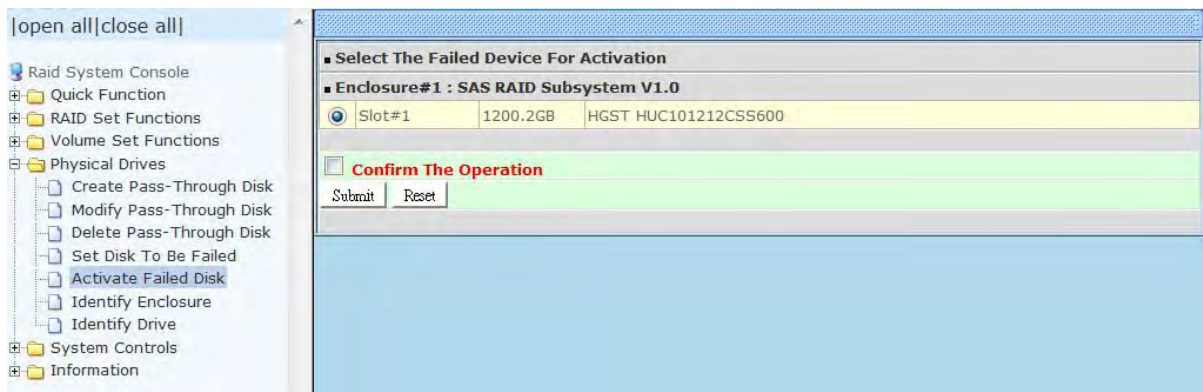 |open all|close all|
Raid System Console
Quick Function
RAID Set Functions
Volume Set Functions
Physical Drives
Create Pass-Through Disk
Modify Pass-Through Disk
Delete Pass-Through Disk
Set Disk To Be Failed
Activate Failed Disk
Identify Enclosure
Identify Drive
System Controls
Information
Select The Failed Device For Activation
Enclosure#1 : SAS RAID Subsystem V1.0
Slot#1 1200.2GB HGST HUC101212CSS600
Confirm The Operation
Submit Reset